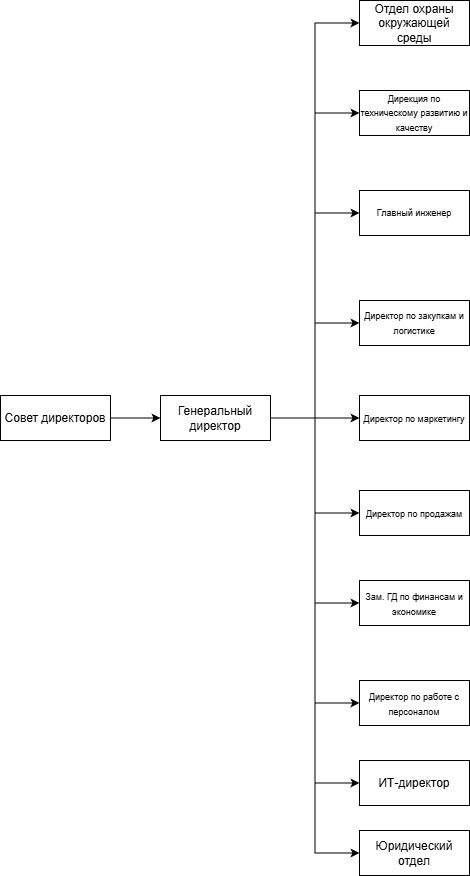 Отдел охраны
окружающей
среды
Дирекция по
техническому развитию и
качеству
Главный инженер
Директор по закупкам и
логистике
Совет директоров
Генеральный
директор
Директор по маркетингу
Директор по продажам
Зам. ГД по финансам и
экономике
Директор по работе с
персоналом
ИТ-директор
Юридический
отдел